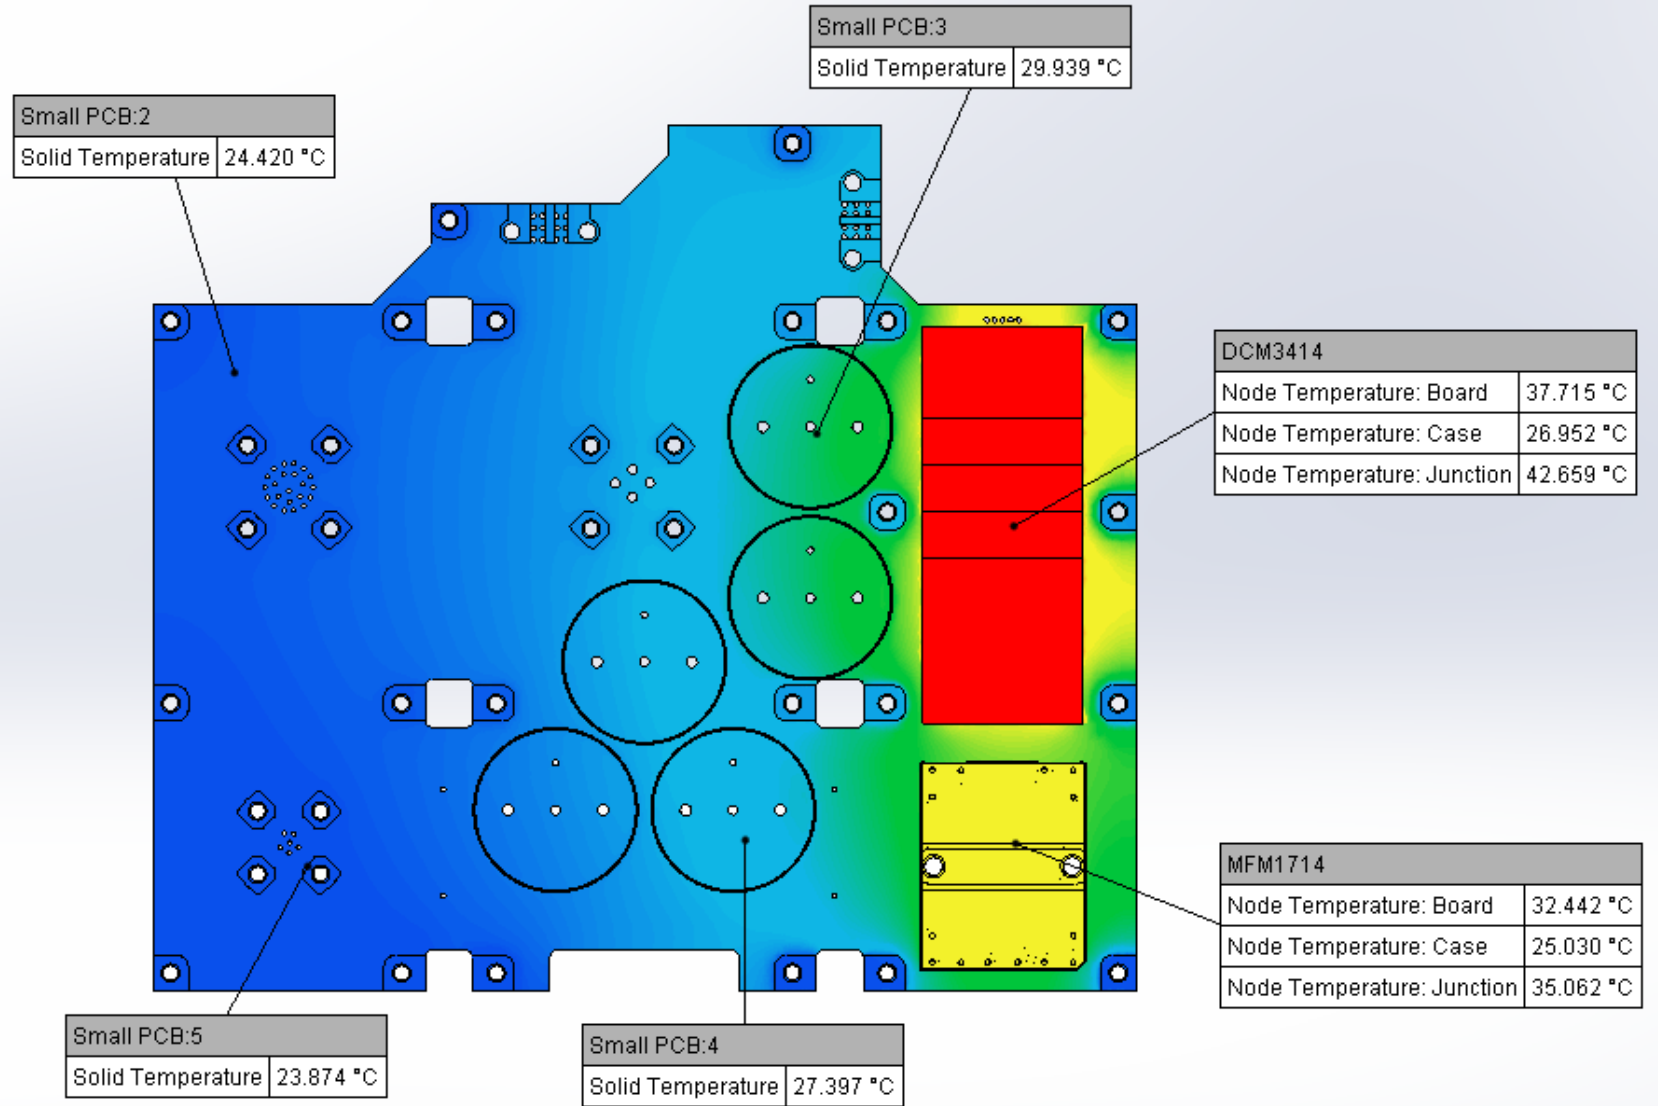 Small PCB:3
Solid Temperature 29.939 °C
Small PCB:2
Solid Temperature 24.420 °C
DCM3414
Node Temperature: Board 37.715 °C
Node Temperature: Case 26.952 °C
Node Temperature: Junction 42.659 °C
MFM1714
Node Temperature: Board 32.442 °C
Node Temperature: Case 25.030 °C
Node Temperature: Junction 35.062 °C
Small PCB:5
Solid Temperature 23.874 °C
Small PCB:4
Solid Temperature 27.397 °C